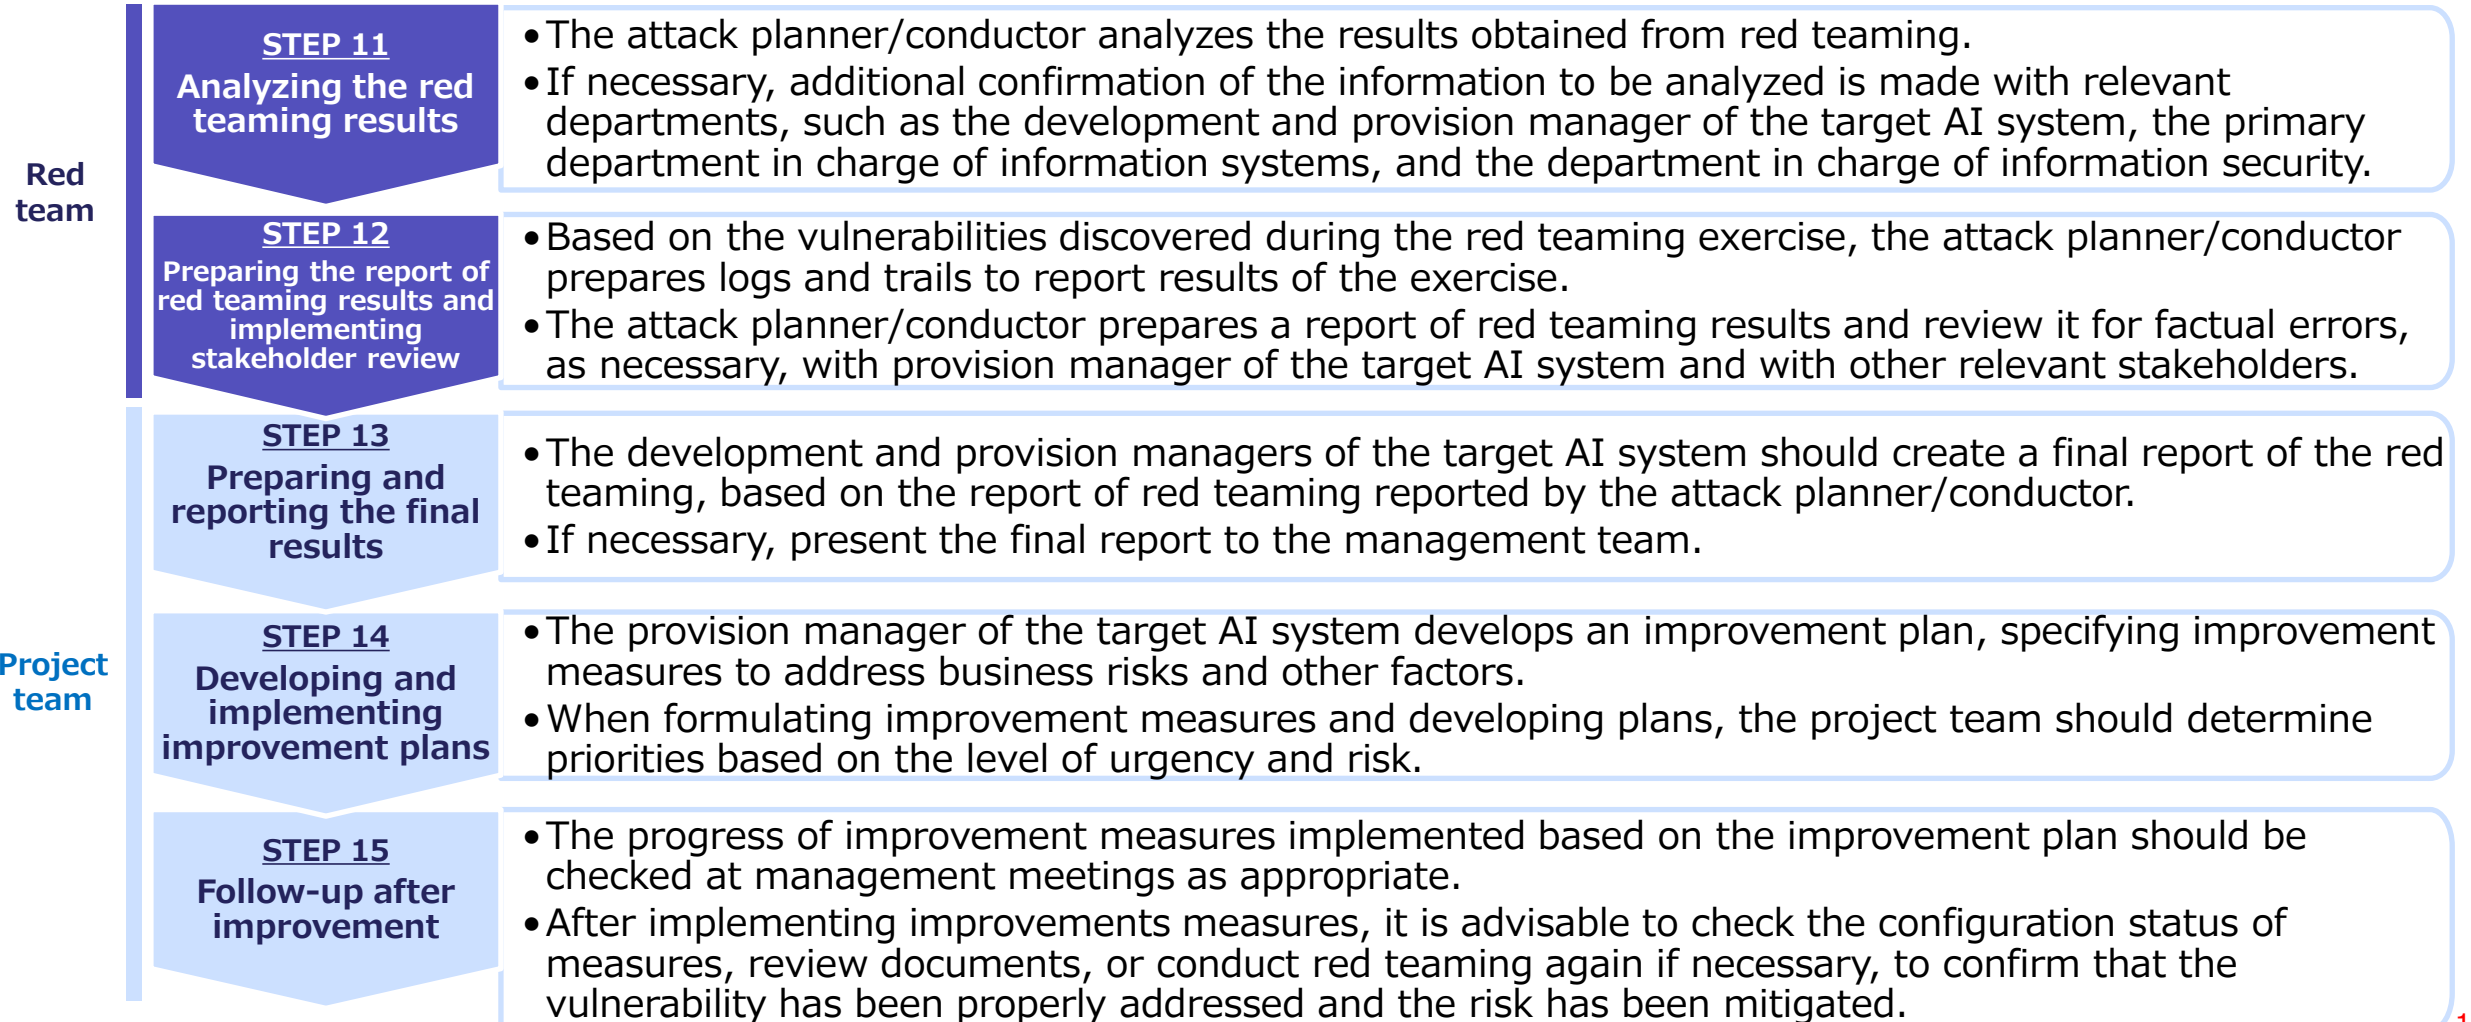 Red
team
STEP 11
Analyzing the red
teaming results
•The attack planner/conductor analyzes the results obtained from red teaming.
•If necessary, additional confirmation of the information to be analyzed is made with relevant
departments, such as the development and provision manager of the target AI system, the primary
department in charge of information systems, and the department in charge of information security.
STEP 12
Preparing the report of
red teaming results and
implementing
stakeholder review
•Based on the vulnerabilities discovered during the red teaming exercise, the attack planner/conductor
prepares logs and trails to report results of the exercise.
•The attack planner/conductor prepares a report of red teaming results and review it for factual errors,
as necessary, with provision manager of the target AI system and with other relevant stakeholders.
Project
team
STEP 13
Preparing and
reporting the final
results
•The development and provision managers of the target AI system should create a final report of the red
teaming, based on the report of red teaming reported by the attack planner/conductor.
•If necessary, present the final report to the management team.
STEP 14
Developing and
implementing
improvement plans
•The provision manager of the target AI system develops an improvement plan, specifying improvement
measures to address business risks and other factors.
•When formulating improvement measures and developing plans, the project team should determine
priorities based on the level of urgency and risk.
STEP 15
Follow-up after
improvement
•The progress of improvement measures implemented based on the improvement plan should be
checked at management meetings as appropriate.
•After implementing improvements measures, it is advisable to check the configuration status of
measures, review documents, or conduct red teaming again if necessary, to confirm that the
vulnerability has been properly addressed and the risk has been mitigated.